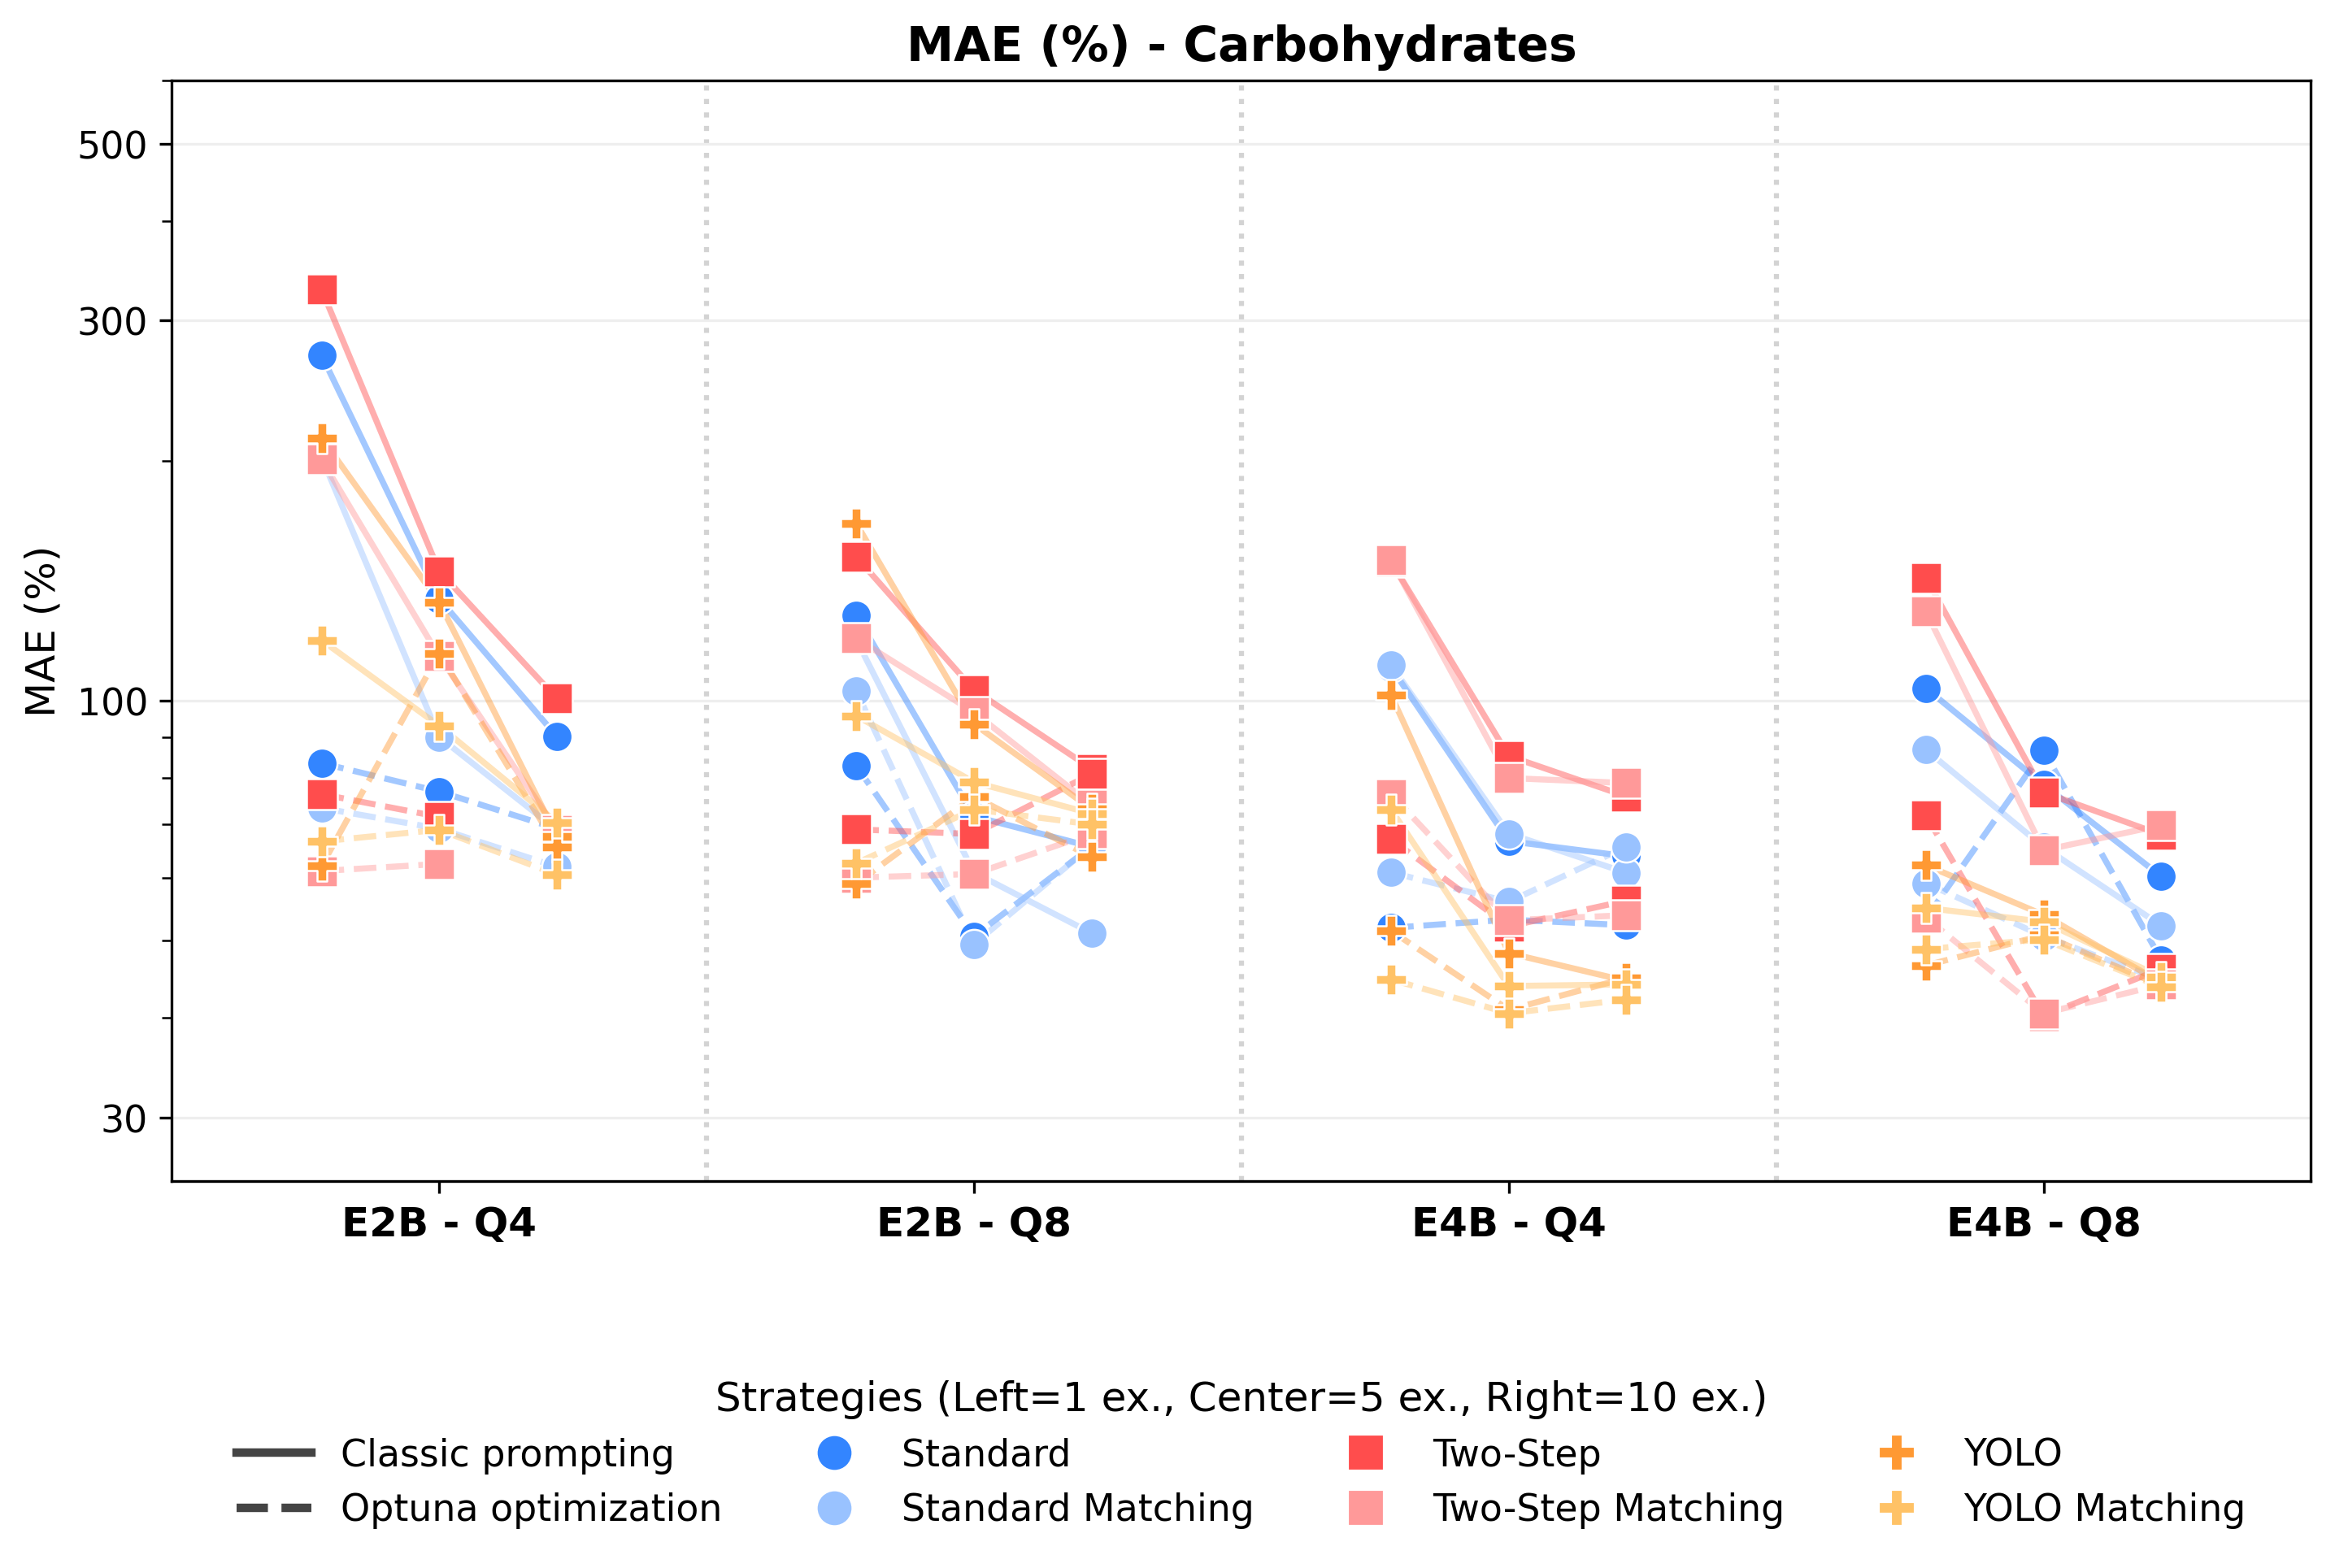 MAE (%) - Carbohydrates
MAE (%)
500
300
100
30
E2B - Q4
E2B - Q8
E4B - Q4
E4B - Q8
Strategies (Left=1 ex., Center=5 ex., Right=10 ex.)
Classic prompting
Standard
Two-Step
YOLO
Optuna optimization
Standard Matching
Two-Step Matching
YOLO Matching